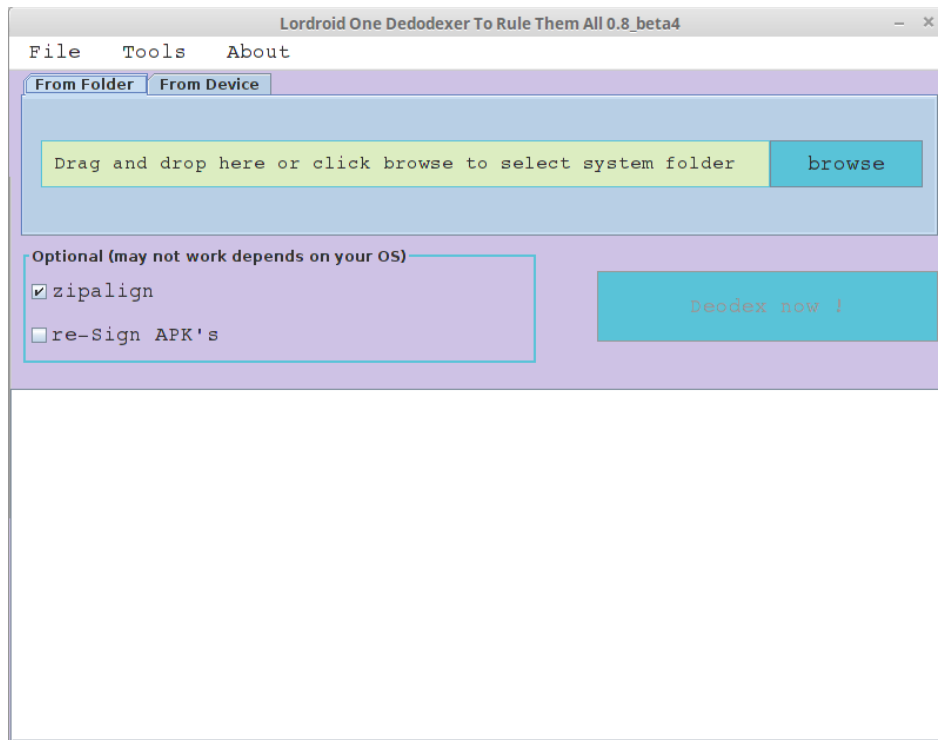 Lordroid One Dedodexer To Rule Them All 0.8_beta4
File Tools About
From Folder From Device
Drag and drop here or click browse to select system folder browse
Optional (may not work depends on your OS)
zipalign
Deodex now !
re-Sign APK's